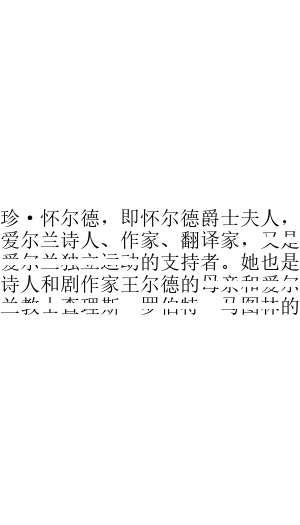 珍·怀尔德，即怀尔德爵士夫人，
爱尔兰诗人、作家、翻译家，又是
爱尔兰独立运动的支持者。她也是
诗人和剧作家王尔德的母亲和爱尔
兰教士查理斯·罗伯特·马图林的